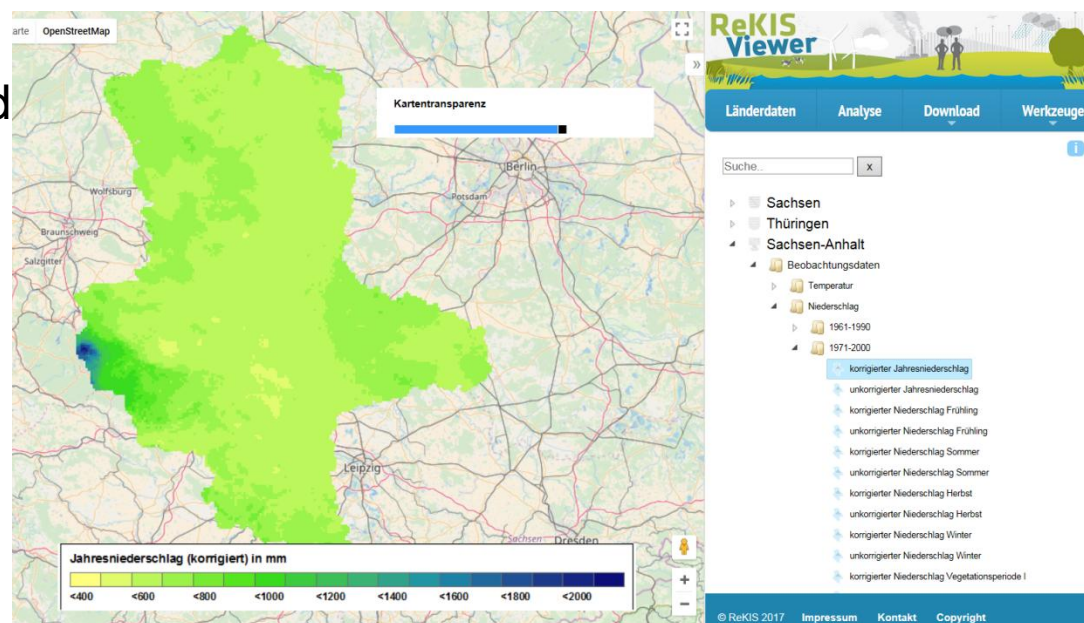 arte
OpenStreetMap
d
Kartentransparenz
Berlin
Potsdam
Wolfsburg
Braunschweig
Salzgitter
Leipzig
Sachsen
Dresden
Jahresniederschlag (korrigiert) in mm
<400 <600 <800 <1000 <1200 <1400 <1600 <1800 <2000
+
−
»
ReKIS
Viewer
Länderdaten Analyse Download Werkzeuge
i
Suche.. x
Sachsen
Thüringen
Sachsen-Anhalt
Beobachtungsdaten
Temperatur
Niederschlag
1961-1990
1971-2000
korrigierter Jahresniederschlag
unkorrigierter Jahresniederschlag
korrigierter Niederschlag Frühling
unkorrigierter Niederschlag Frühling
korrigierter Niederschlag Sommer
unkorrigierter Niederschlag Sommer
korrigierter Niederschlag Herbst
unkorrigierter Niederschlag Herbst
korrigierter Niederschlag Winter
unkorrigierter Niederschlag Winter
korrigierter Niederschlag Vegetationsperiode I
© ReKIS 2017 Impressum Kontakt Copyright